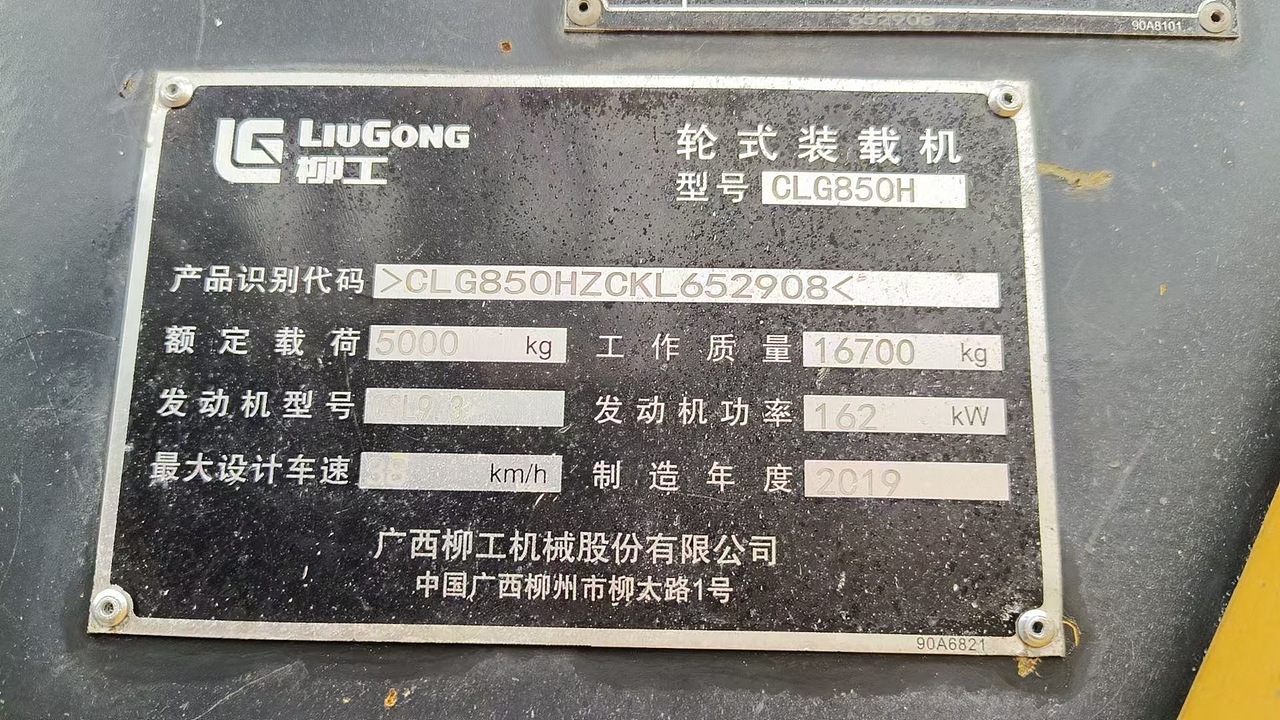 652908
90A8101
LIUGONG
柳工
轮式装载机
型号 CLG850H
产品识别代码 >CLG850HZCKL652908<
额定载荷 5000 kg 工作质量 16700 kg
发动机型号 发动机功率 162 kW
最大设计车速 38 km/h 制造年度 2019
广西柳工机械股份有限公司
中国广西柳州市柳太路1号
90A6821